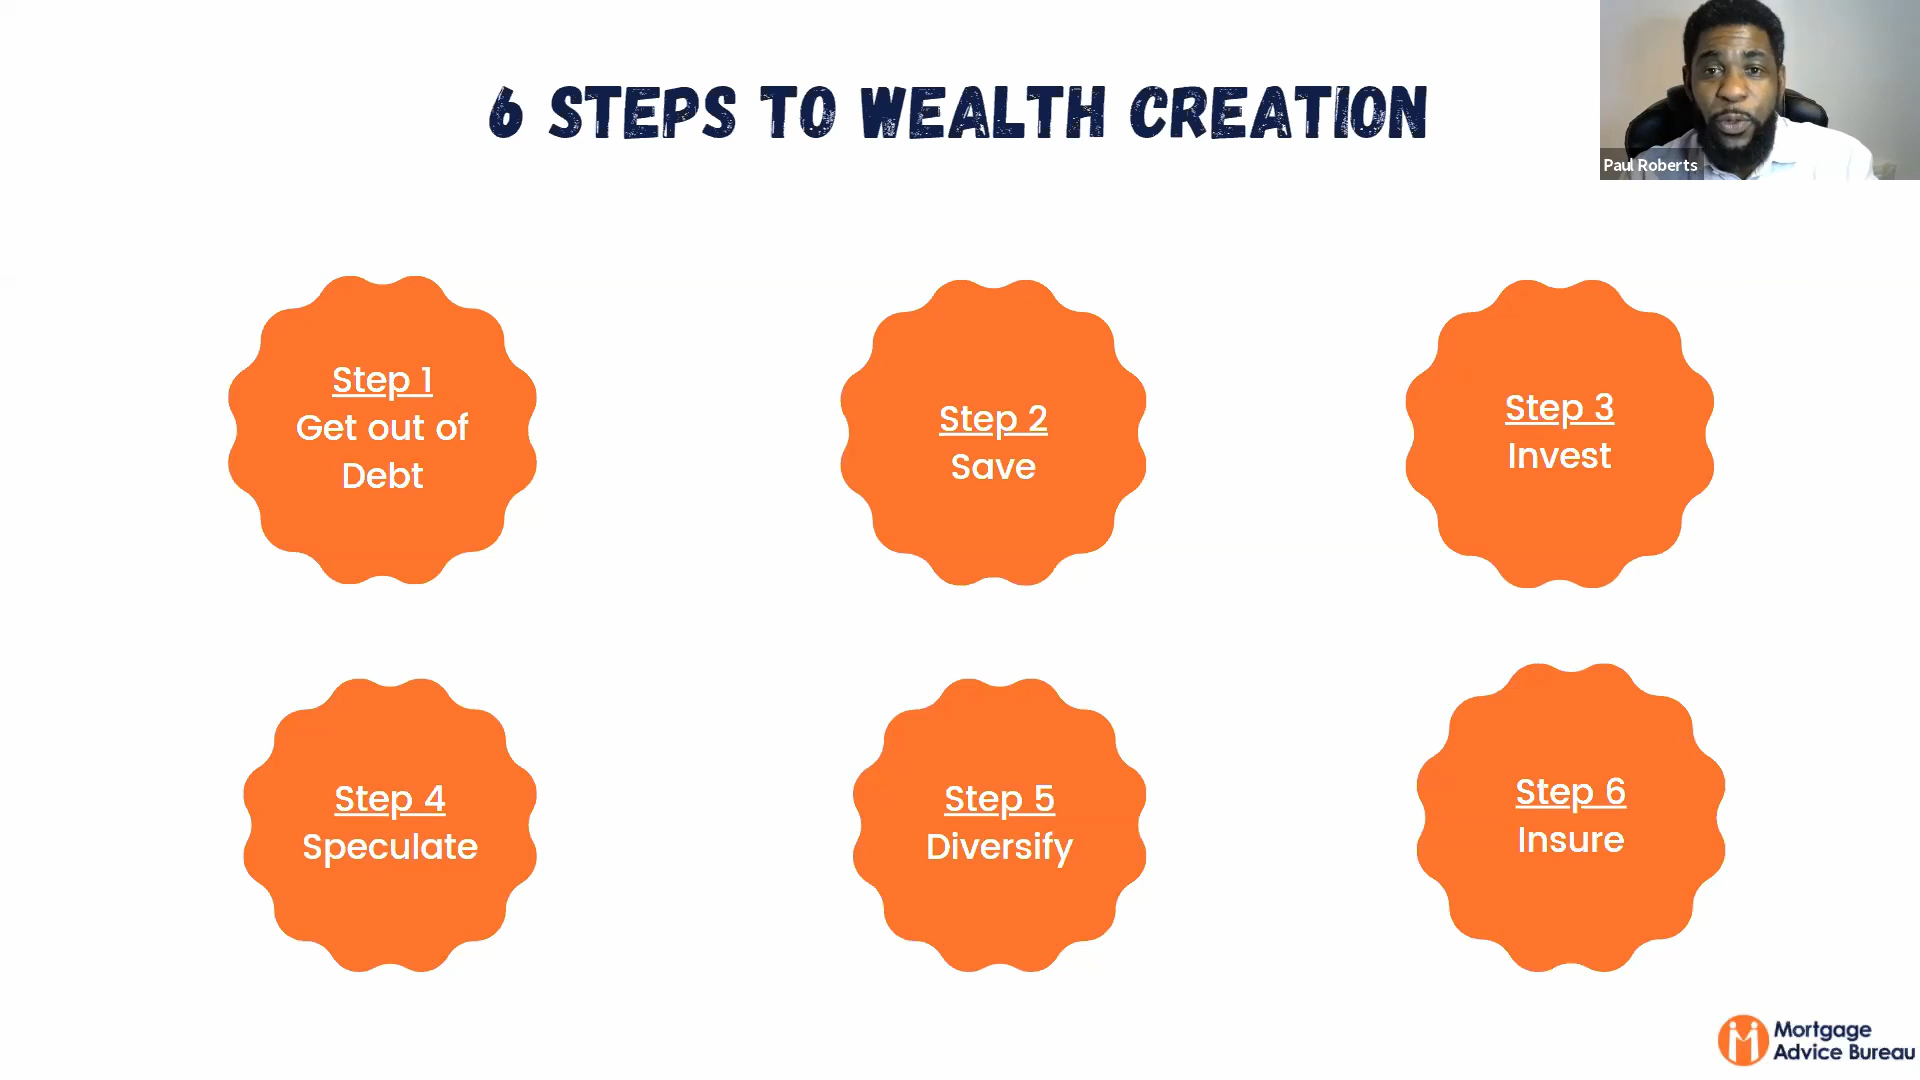 6 STEPS TO WEALTH CREATION
Paul Roberts
Step 1
Get out of
Debt
Step 2
Save
Step 3
Invest
Step 4
Speculate
Step 5
Diversify
Step 6
Insure
Mortgage
Advice Bureau